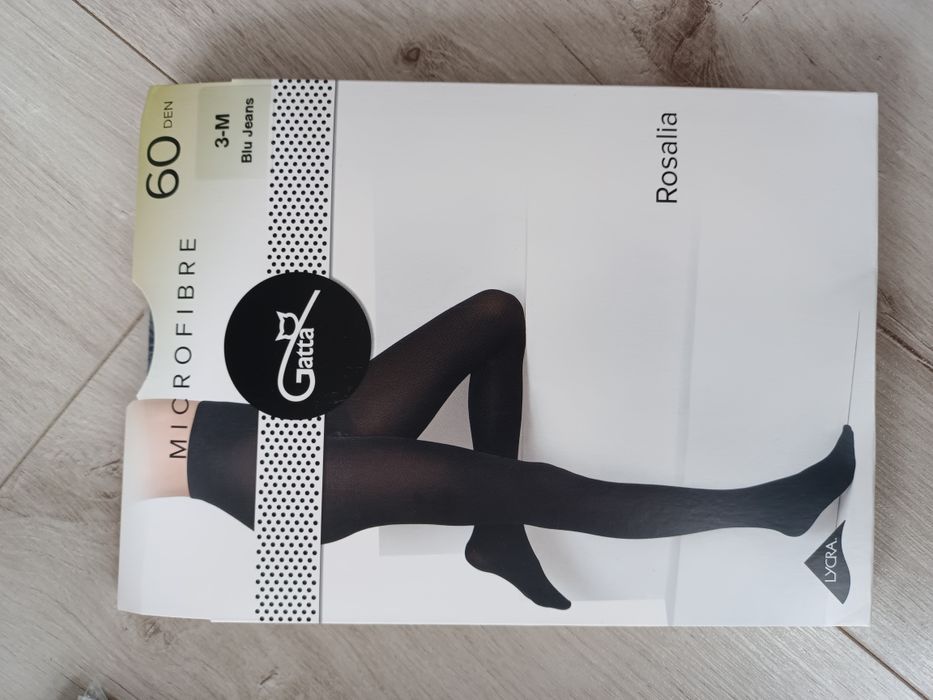 MICROFIBRE 60 DEN
3-M
Blu Jeans
Gatta
Rosalia
LYCRA.